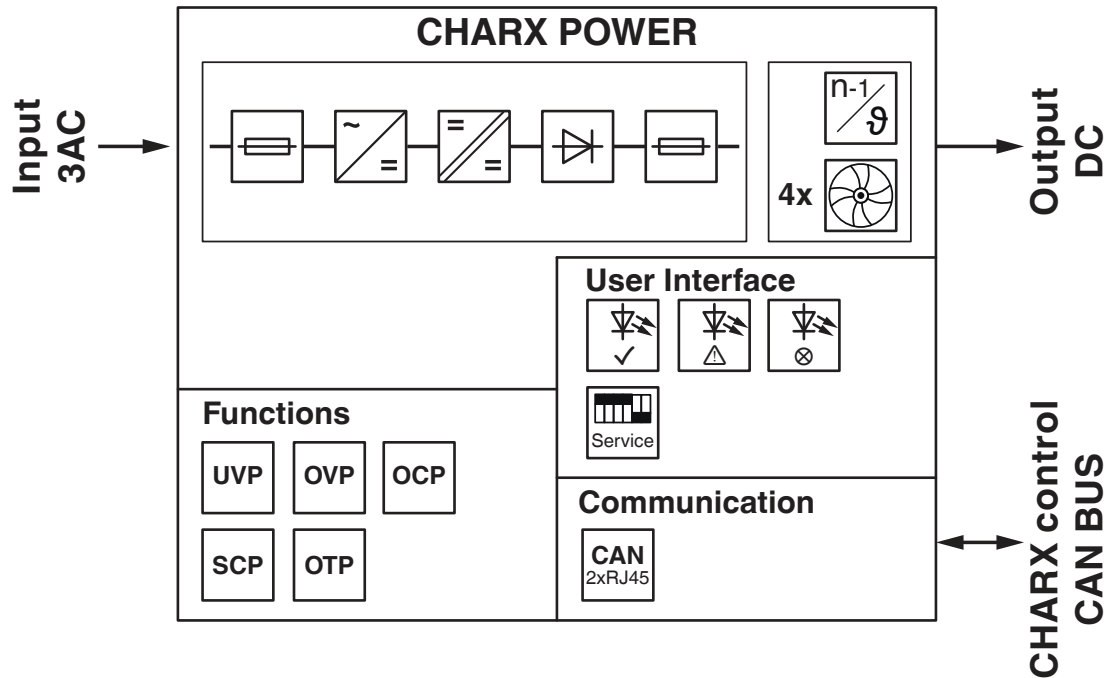 CHARX POWER
Input
3AC
n-1
ϑ
4x
Output
DC
User Interface
Service
Functions
UVP OVP OCP
SCP OTP
Communication
CAN
2xRJ45
CHARX control
CAN BUS